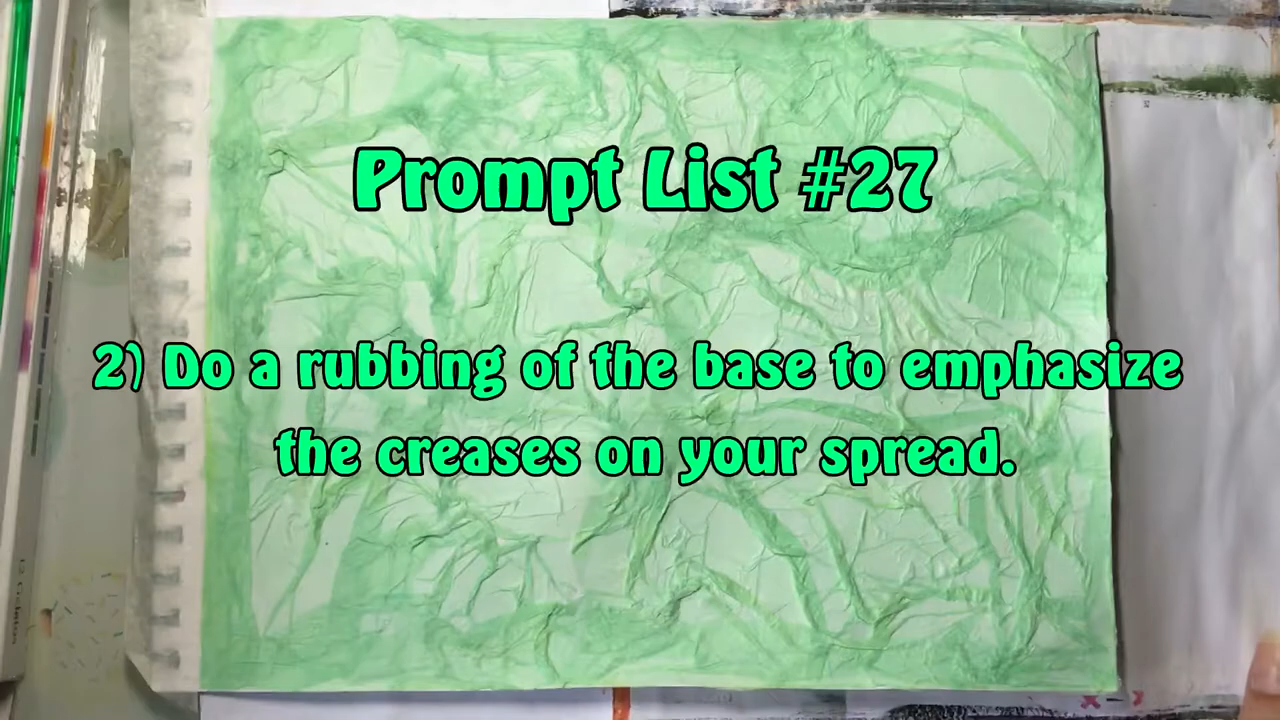 Prompt List #27
2) Do a rubbing of the base to emphasize
the creases on your spread.